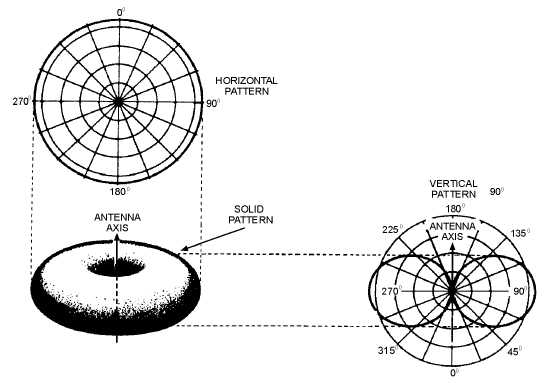 0°
HORIZONTAL
PATTERN
270°
90°
180°
ANTENNA
AXIS
SOLID
PATTERN
VERTICAL
PATTERN
90°
180°
225°
ANTENNA
AXIS
135°
270°
90°
315°
45°
0°